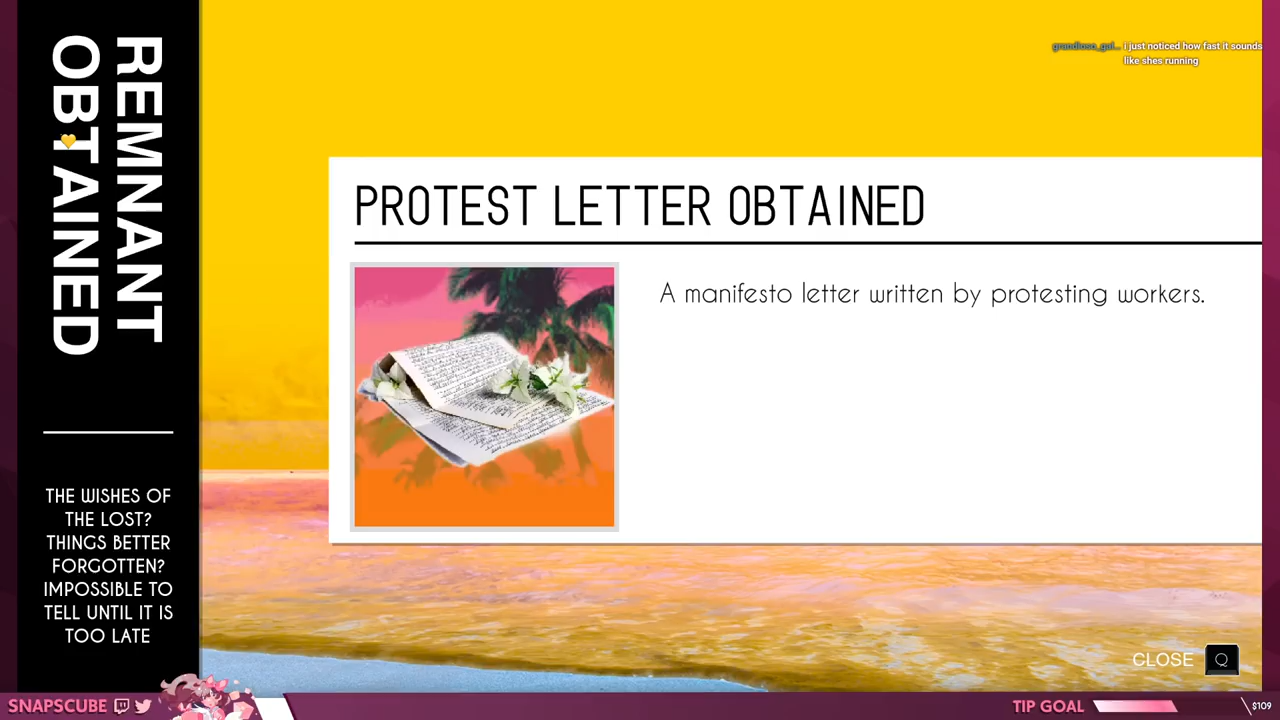 REMNANT
OBTAINED
THE WISHES OF
THE LOST?
THINGS BETTER
FORGOTTEN?
IMPOSSIBLE TO
TELL UNTIL IT IS
TOO LATE
i just noticed how fast it sounds
like shes running
PROTEST LETTER OBTAINED
A manifesto letter written by protesting workers.
CLOSE Q
SNAPSCUBE
TIP GOAL
$109